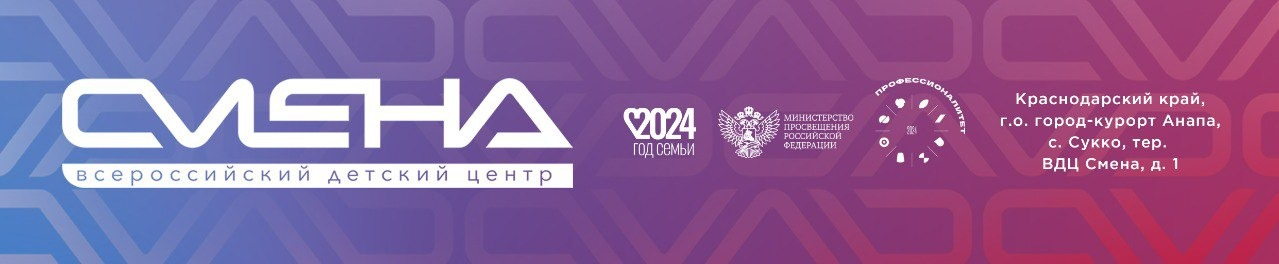 СМЕНА
всероссийский детский центр
2024
ГОД СЕМЬИ
МИНИСТЕРСТВО
ПРОСВЕЩЕНИЯ
РОССИЙСКОЙ
ФЕДЕРАЦИИ
ПРОФЕССИОНАЛИТЕТ
2024
Краснодарский край,
г.о. город-курорт Анапа,
с. Сукко, тер.
ВДЦ Смена, д. 1